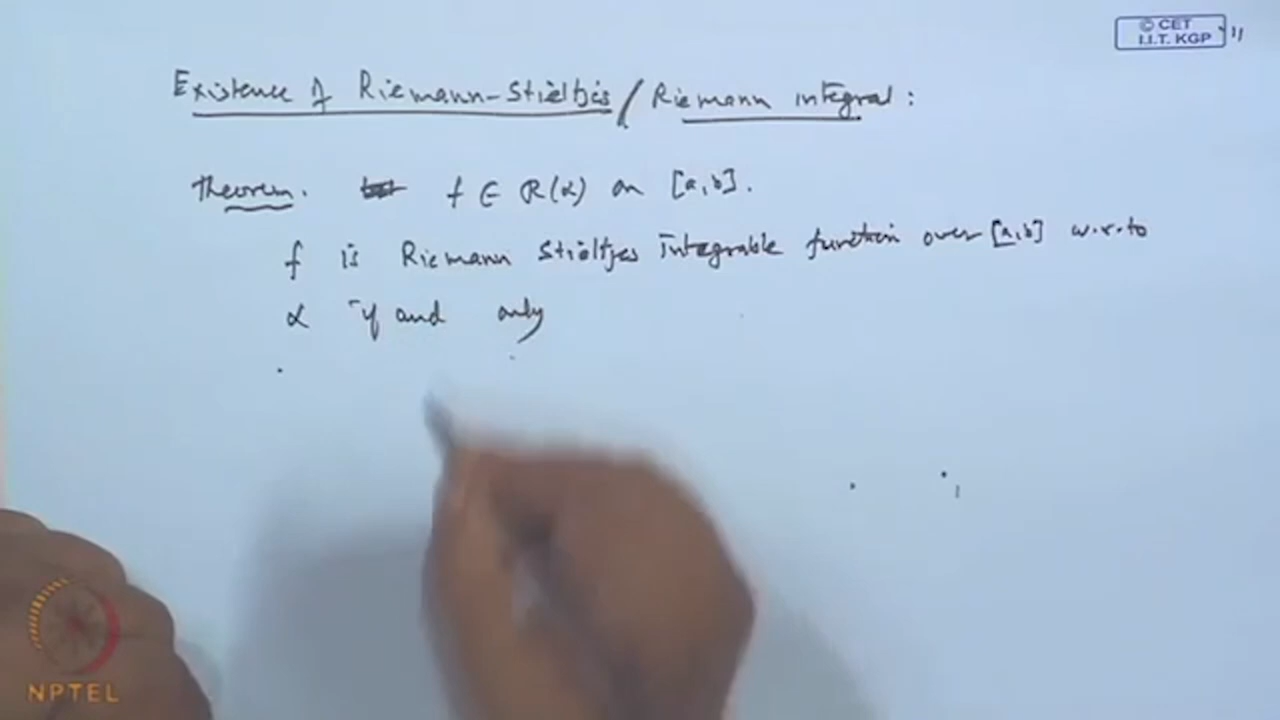 © CET
I.I.T. KGP
Existence of Riemann-Stieltjes / Riemann integral :
Theorem. f ∈ R(α) on [a,b].
f is Riemann Stieltjes Integrable function over [a,b] w.r.to
α if and only
NPTEL